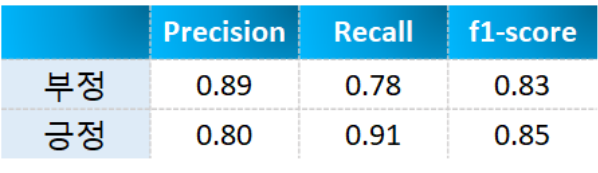 Precision Recall f1-score
부정 0.89 0.78 0.83
긍정 0.80 0.91 0.85